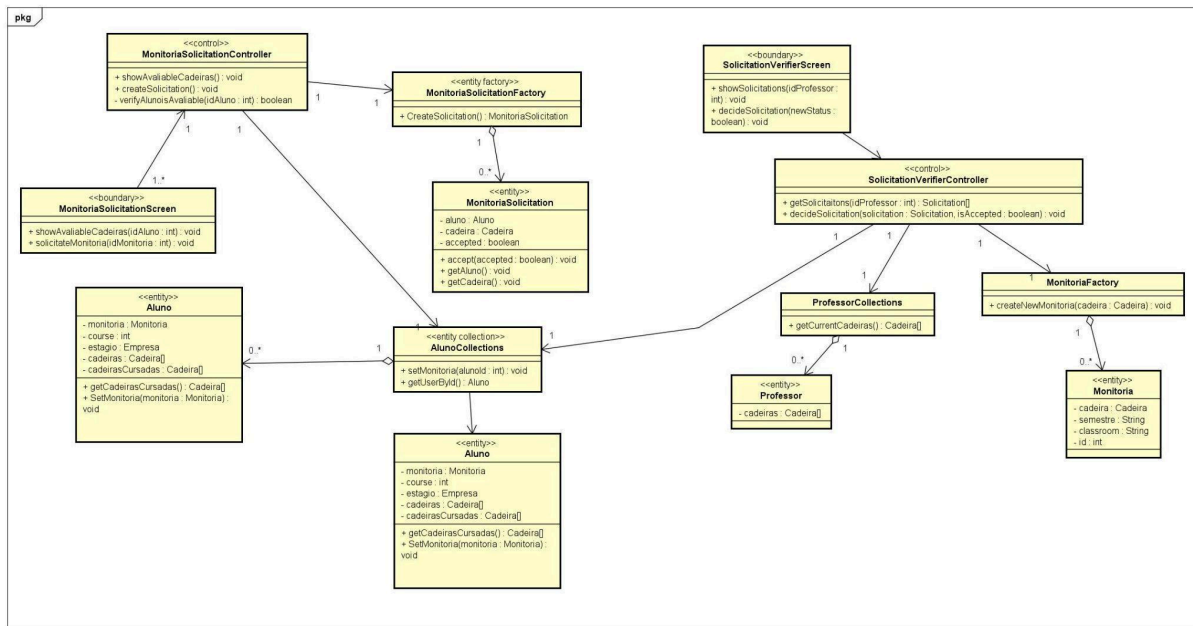 pkg
<<control>>
MonitoriaSolicitationController
+ showAvaliableCadeiras() : void
+ createSolicitation() : void
- verifyAlunoisAvaliable(idAluno : int) : boolean
1
1
1
1
<<entity factory>>
MonitoriaSolicitationFactory
+ CreateSolicitation() : MonitoriaSolicitation
1
0..*
<<boundary>>
SolicitationVerifierScreen
+ showSolicitations(idProfessor :
int) : void
+ decideSolicitation(newStatus :
boolean) : void
<<control>>
SolicitationVerifierController
+ getSolicitaitons(idProfessor : int) : Solicitation[]
+ decideSolicitation(solicitation : Solicitation, isAccepted : boolean) : void
1
1
1
1..*
<<boundary>>
MonitoriaSolicitationScreen
+ showAvaliableCadeiras(idAluno : int) : void
+ solicitateMonitoria(idMonitoria : int) : void
<<entity>>
MonitoriaSolicitation
- aluno : Aluno
- cadeira : Cadeira
- accepted : boolean
+ accept(accepted : boolean) : void
+ getAluno() : void
+ getCadeira() : void
<<entity>>
Aluno
- monitoria : Monitoria
- course : int
- estagio : Empresa
- cadeiras : Cadeira[]
- cadeirasCursadas : Cadeira[]
+ getCadeirasCursadas() : Cadeira[]
+ SetMonitoria(monitoria : Monitoria) :
void
0..*
1
1
<<entity collection>>
AlunoCollections
+ setMonitoria(alunoId : int) : void
+ getUserById() : Aluno
1
1
ProfessorCollections
+ getCurrentCadeiras() : Cadeira[]
1
0..*
1
MonitoriaFactory
+ createNewMonitoria(cadeira : Cadeira) : void
1
0..*
<<entity>>
Professor
- cadeiras : Cadeira[]
<<entity>>
Monitoria
- cadeira : Cadeira
- semestre : String
- classroom : String
- id : int
<<entity>>
Aluno
- monitoria : Monitoria
- course : int
- estagio : Empresa
- cadeiras : Cadeira[]
- cadeirasCursadas : Cadeira[]
+ getCadeirasCursadas() : Cadeira[]
+ SetMonitoria(monitoria : Monitoria) :
void